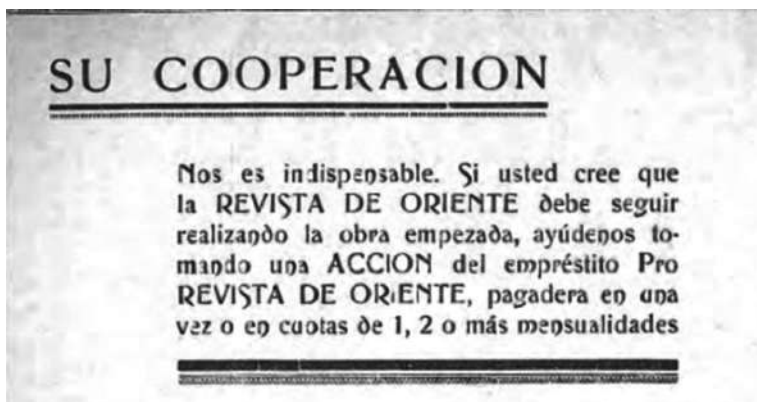 SU COOPERACION
Nos es indispensable. Si usted cree que
la REVISTA DE ORIENTE debe seguir
realizando la obra empezada, ayúdenos to-
mando una ACCION del empréstito Pro
REVISTA DE ORIENTE, pagadera en una
vez o en cuotas de 1, 2 o más mensualidades